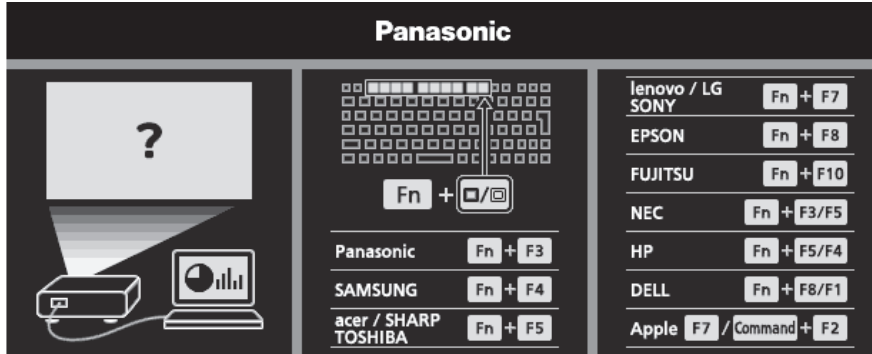 Panasonic
?
Fn + □/回
Panasonic Fn + F3
SAMSUNG Fn + F4
acer / SHARP
TOSHIBA Fn + F5
lenovo / LG
SONY Fn + F7
EPSON Fn + F8
FUJITSU Fn + F10
NEC Fn + F3/F5
HP Fn + F5/F4
DELL Fn + F8/F1
Apple F7 / Command + F2